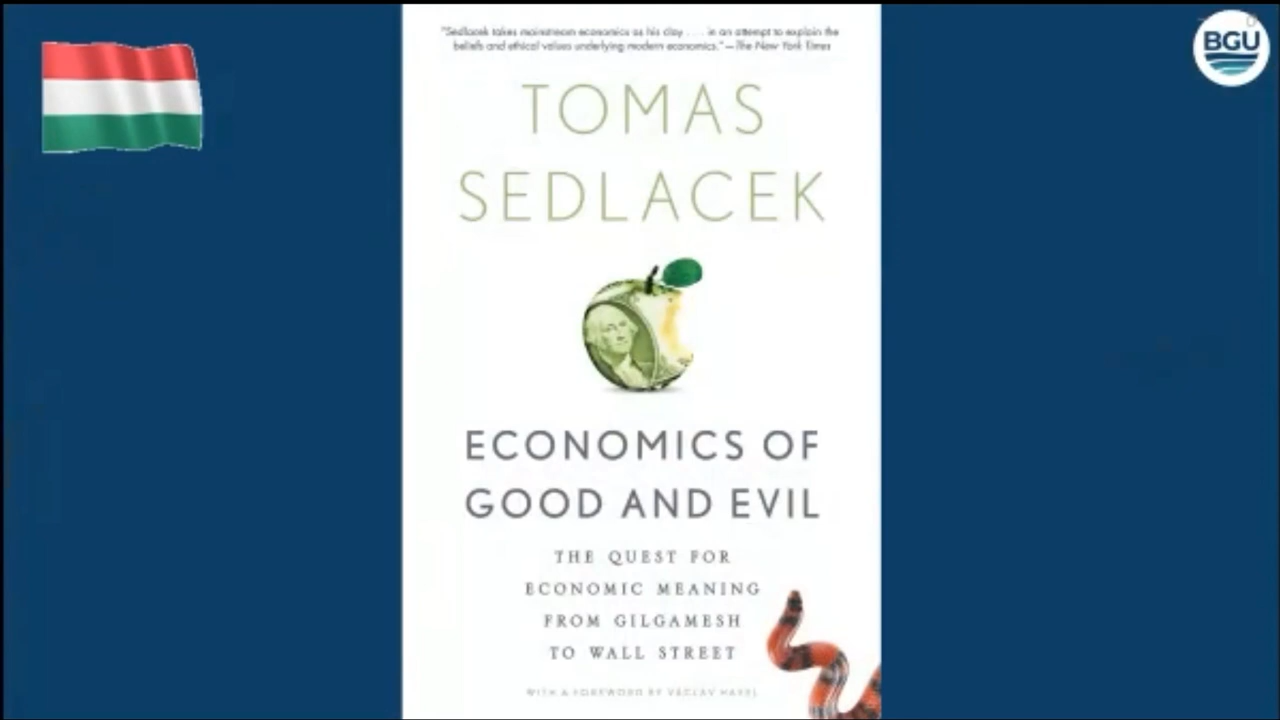 BGU
"Sedlacek takes mainstream economics as his clay . . . in an attempt to explain the
beliefs and ethical values underlying modern economics." — The New York Times
TOMAS
SEDLACEK
ECONOMICS OF
GOOD AND EVIL
THE QUEST FOR
ECONOMIC MEANING
FROM GILGAMESH
TO WALL STREET
WITH A FOREWORD BY VACLAV HAVEL